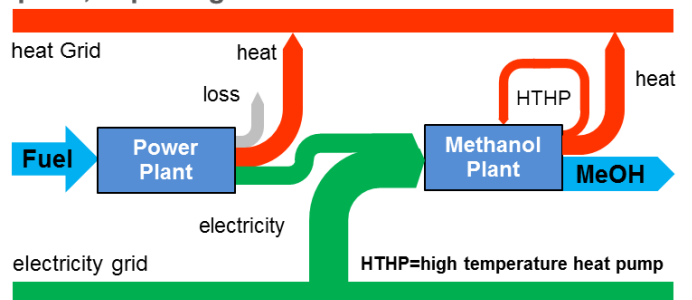 heat Grid
heat
loss
HTHP
heat
Fuel
Power
Plant
Methanol
Plant
MeOH
electricity
electricity grid
HTHP=high temperature heat pump